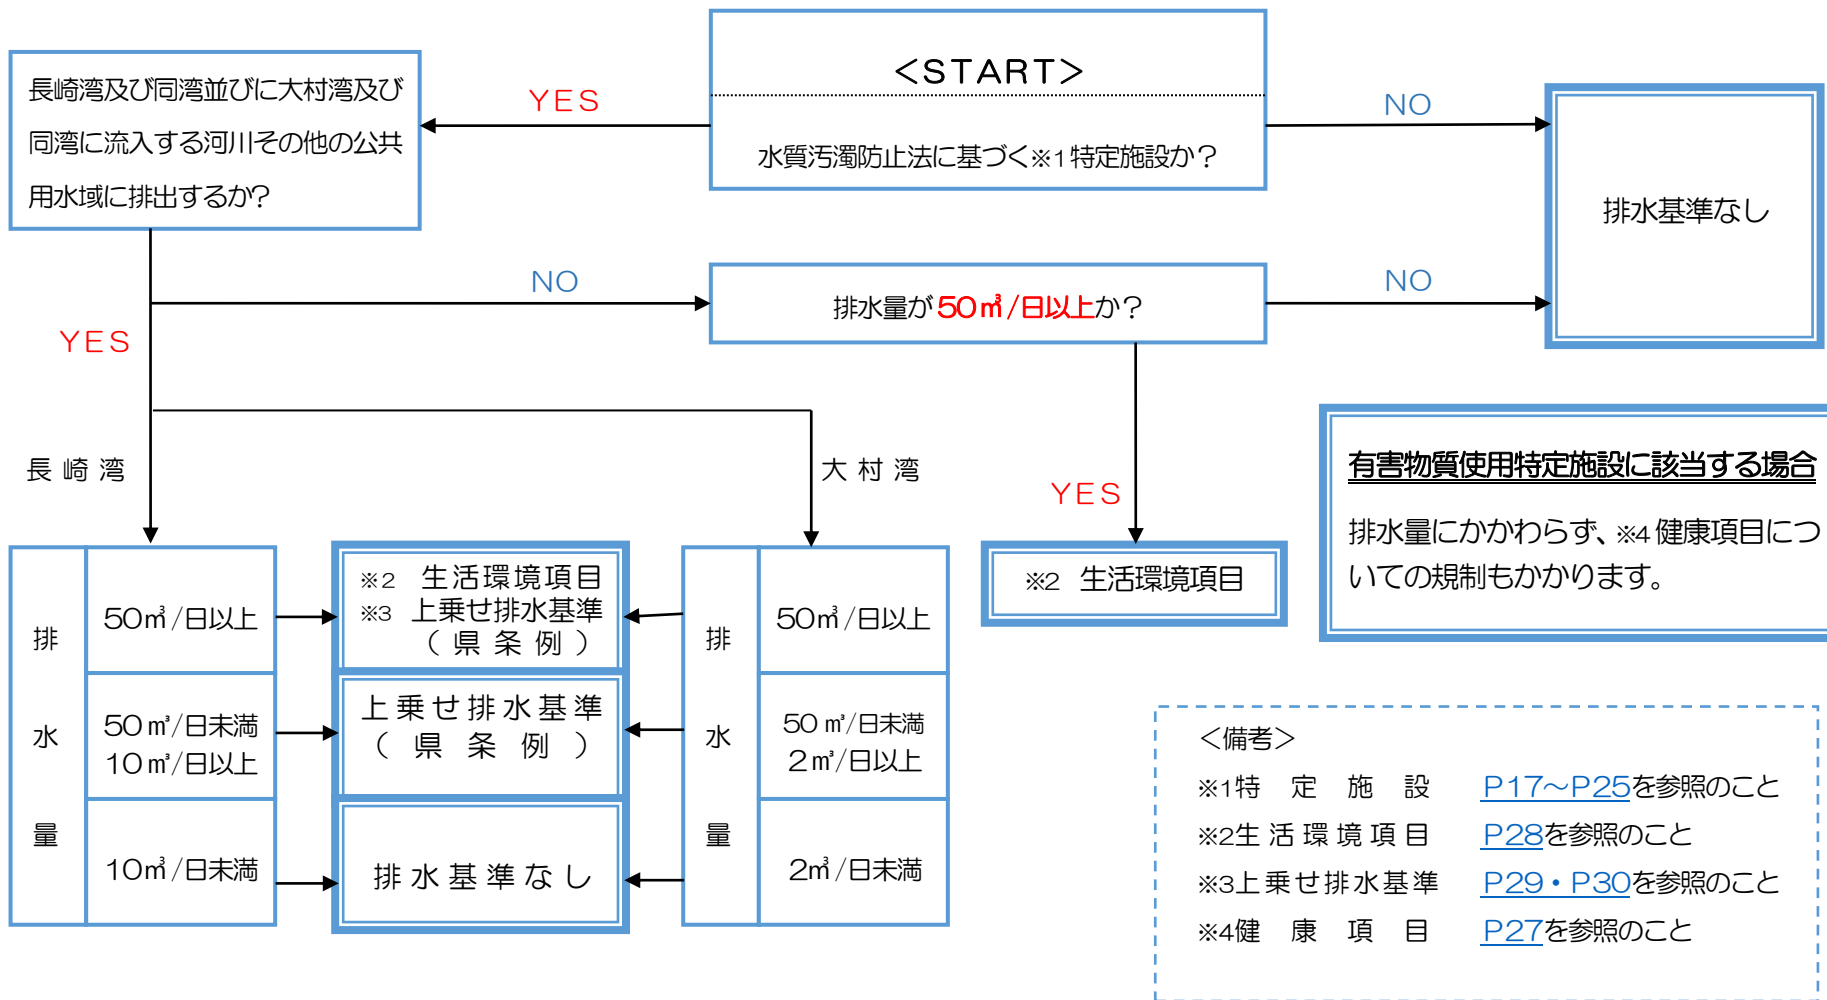 ＜START＞
水質汚濁防止法に基づく※1特定施設か？
YES
NO
長崎湾及び同湾並びに大村湾及び
同湾に流入する河川その他の公共
用水域に排出するか？
排水基準なし
NO
排水量が50㎥/日以上か？
NO
YES
長崎湾
大村湾
YES
有害物質使用特定施設に該当する場合
排水量にかかわらず、※4健康項目につ
いての規制もかかります。
排水量
50㎥/日以上
50㎥/日未満
10㎥/日以上
10㎥/日未満
※2 生活環境項目
※3 上乗せ排水基準
（県条例）
上乗せ排水基準
（県条例）
排水基準なし
排水量
50㎥/日以上
50㎥/日未満
2㎥/日以上
2㎥/日未満
※2 生活環境項目
＜備考＞
※1特定施設 P17～P25を参照のこと
※2生活環境項目 P28を参照のこと
※3上乗せ排水基準 P29・P30を参照のこと
※4健康項目 P27を参照のこと